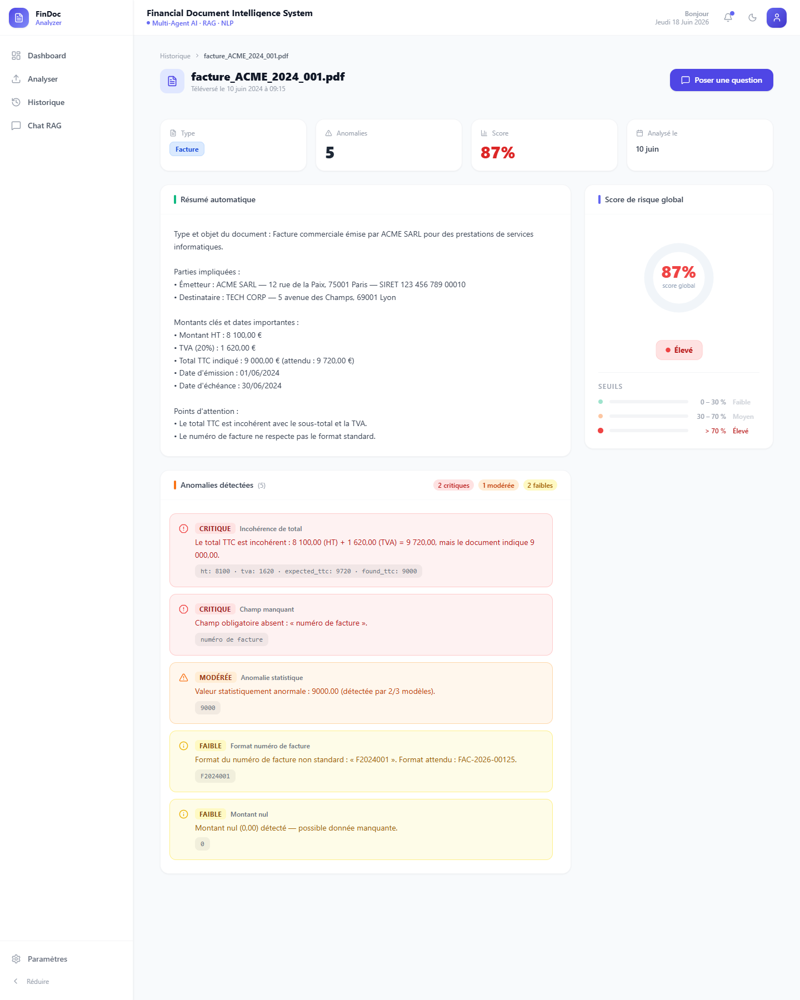 FinDoc
Analyzer
Financial Document Intelligence System
Multi-Agent AI · RAG · NLP
Bonjour
Jeudi 18 Juin 2026
Dashboard
Analyser
Historique
Chat RAG
Historique
facture_ACME_2024_001.pdf
facture_ACME_2024_001.pdf
Téléversé le 10 juin 2024 à 09:15
Poser une question
Type
Facture
Anomalies
5
Score
87%
Analysé le
10 juin
Résumé automatique
Type et objet du document : Facture commerciale émise par ACME SARL pour des prestations de services
informatiques.
Parties impliquées :
• Émetteur : ACME SARL — 12 rue de la Paix, 75001 Paris — SIRET 123 456 789 00010
• Destinataire : TECH CORP — 5 avenue des Champs, 69001 Lyon
Montants clés et dates importantes :
• Montant HT : 8 100,00 €
• TVA (20%) : 1 620,00 €
• Total TTC indiqué : 9 000,00 € (attendu : 9 720,00 €)
• Date d'émission : 01/06/2024
• Date d'échéance : 30/06/2024
Points d'attention :
• Le total TTC est incohérent avec le sous-total et la TVA.
• Le numéro de facture ne respecte pas le format standard.
Score de risque global
87%
score global
Élevé
SEUILS
0 – 30 % Faible
30 – 70 % Moyen
> 70 % Élevé
Anomalies détectées (5)
2 critiques
1 modérée
2 faibles
CRITIQUE Incohérence de total
Le total TTC est incohérent : 8 100,00 (HT) + 1 620,00 (TVA) = 9 720,00, mais le document indique 9
000,00.
ht: 8100 · tva: 1620 · expected_ttc: 9720 · found_ttc: 9000
CRITIQUE Champ manquant
Champ obligatoire absent : « numéro de facture ».
numéro de facture
MODÉRÉE Anomalie statistique
Valeur statistiquement anormale : 9000.00 (détectée par 2/3 modèles).
9000
FAIBLE Format numéro de facture
Format du numéro de facture non standard : « F2024001 ». Format attendu : FAC-2026-00125.
F2024001
FAIBLE Montant nul
Montant nul (0,00) détecté — possible donnée manquante.
0
Paramètres
Réduire